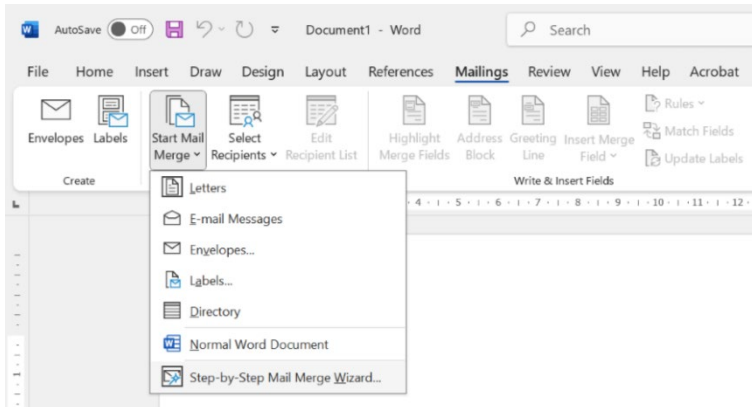 AutoSave Off Document1 - Word Search
File Home Insert Draw Design Layout References Mailings Review View Help Acrobat
Envelopes Labels Start Mail Merge Select Recipients Edit Recipient List Highlight Merge Fields Address Block Greeting Line Insert Merge Field Rules
Match Fields
Update Labels
Create Write & Insert Fields
Letters
4 5 6 7 8 9 10 11 12
E-mail Messages
Envelopes...
Labels...
Directory
Normal Word Document
Step-by-Step Mail Merge Wizard...
1